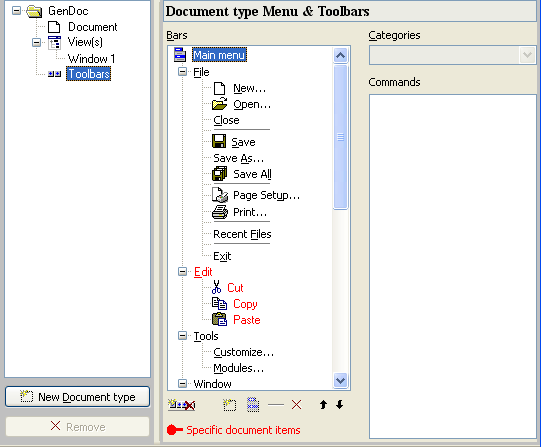 GenDoc
Document
View(s)
Window 1
Toolbars
New Document type
Remove
Document type Menu & Toolbars
Bars
Main menu
File
New...
Open...
Close
Save
Save As...
Save All
Page Setup...
Print...
Recent Files
Exit
Edit
Cut
Copy
Paste
Tools
Customize...
Modules...
Window
Specific document items
Categories
Commands